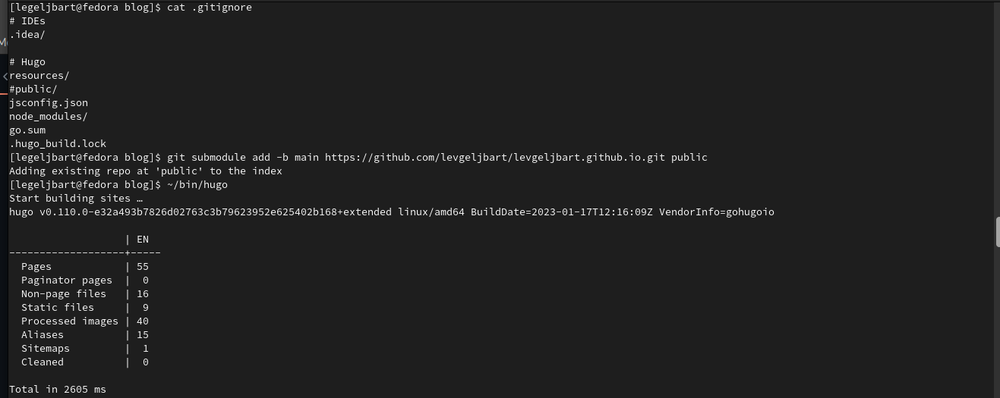 [legeljbart@fedora blog]$ cat .gitignore
# IDEs
.idea/
# Hugo
resources/
#public/
jsconfig.json
node_modules/
go.sum
.hugo_build.lock
[legeljbart@fedora blog]$ git submodule add -b main https://github.com/levgeljbart/levgeljbart.github.io.git public
Adding existing repo at 'public' to the index
[legeljbart@fedora blog]$ ~/bin/hugo
Start building sites …
hugo v0.110.0-e32a493b7826d02763c3b79623952e625402b168+extended linux/amd64 BuildDate=2023-01-17T12:16:09Z VendorInfo=gohugoio
                   | EN
-------------------+-----
  Pages            | 55
  Paginator pages  |  0
  Non-page files   | 16
  Static files     |  9
  Processed images | 40
  Aliases          | 15
  Sitemaps         |  1
  Cleaned          |  0
Total in 2605 ms